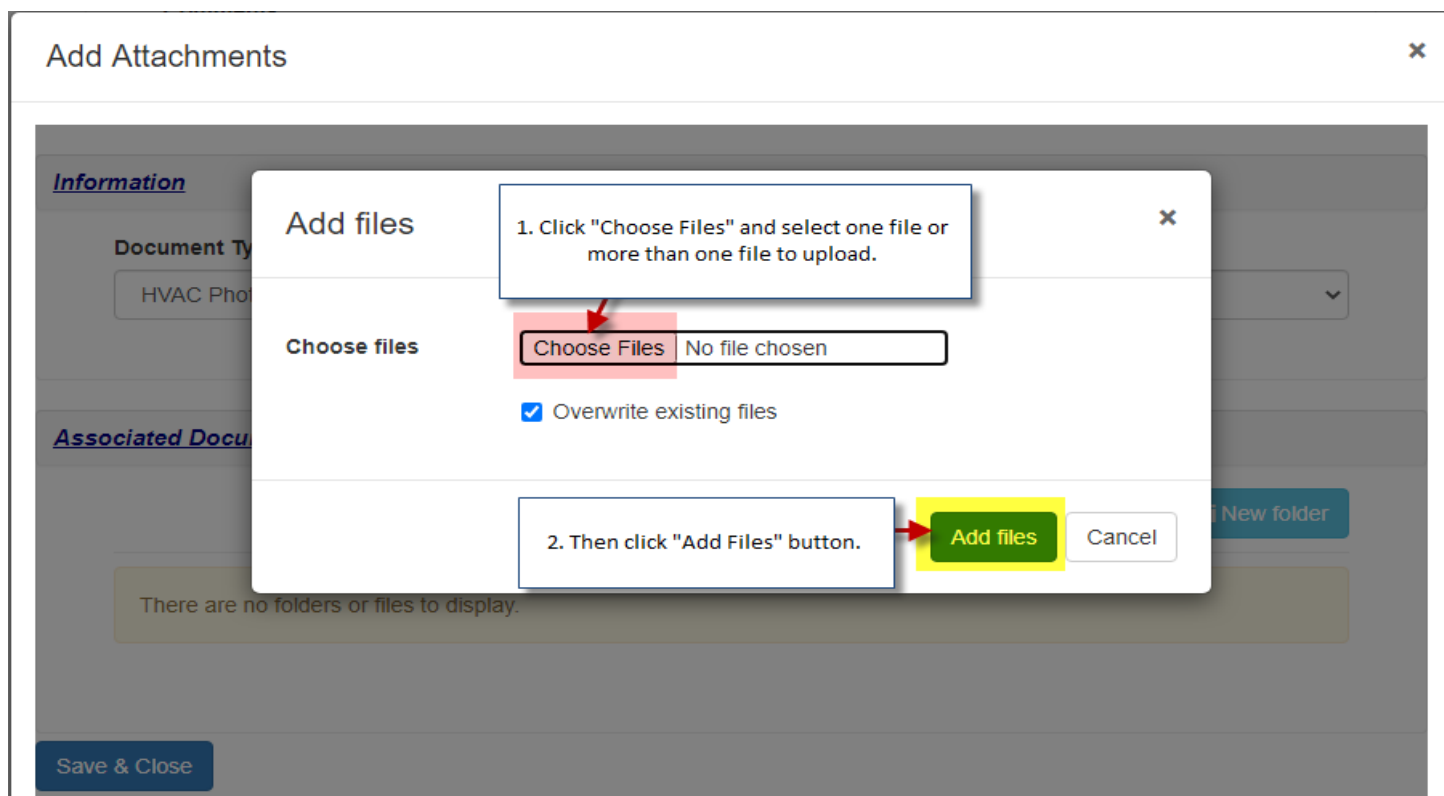 Add Attachments
×
Information
Add files
1. Click "Choose Files" and select one file or
more than one file to upload.
×
Document Ty
HVAC Phot
Choose files
Choose Files
No file chosen
Overwrite existing files
Associated Docu
New folder
2. Then click "Add Files" button.
Add files
Cancel
There are no folders or files to display.
Save & Close